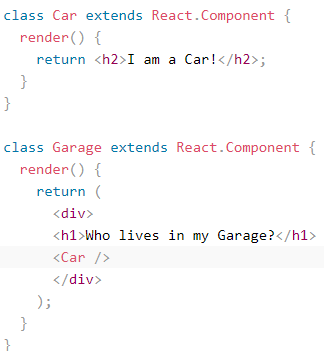 class Car extends React.Component {
  render() {
    return <h2>I am a Car!</h2>;
  }
}

class Garage extends React.Component {
  render() {
    return (
      <div>
      <h1>Who lives in my Garage?</h1>
      <Car />
      </div>
    );
  }
}